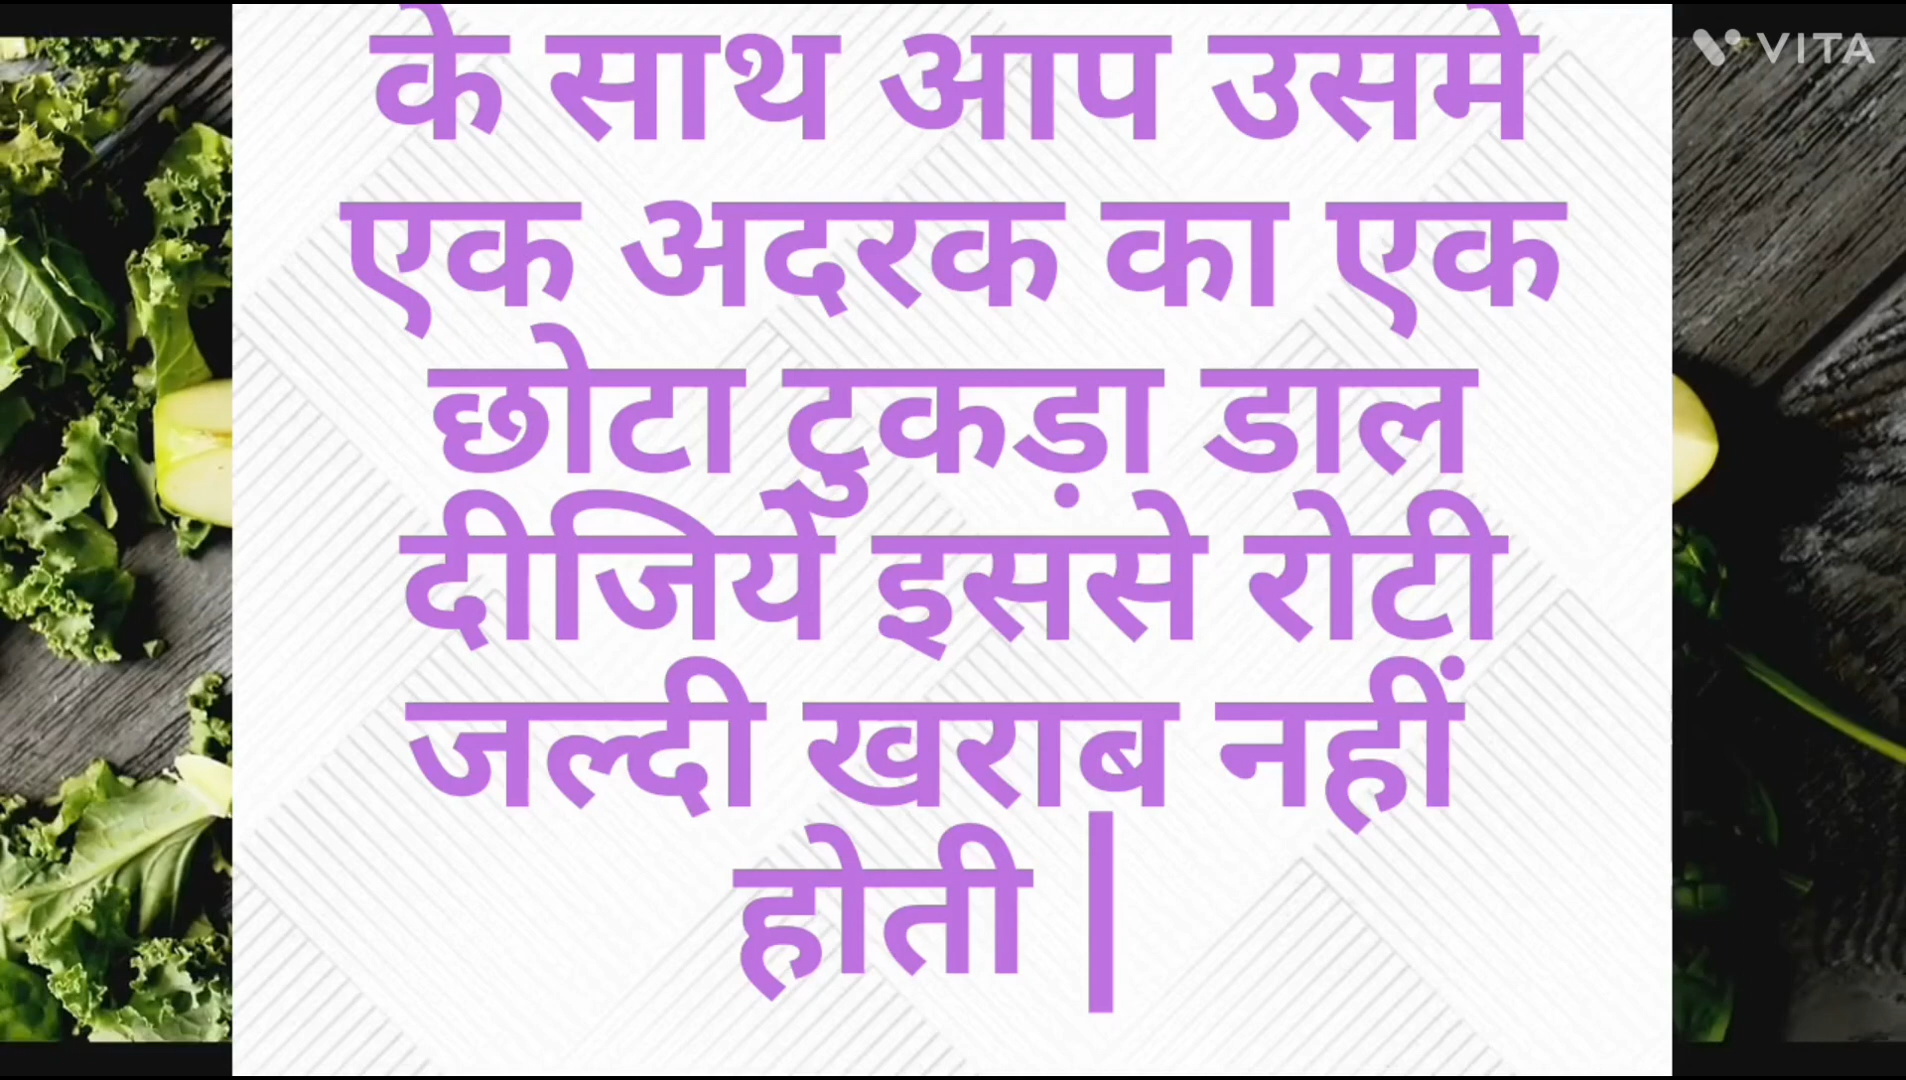 VITA
के साथ आप उसमे
एक अदरक का एक
छोटा टुकड़ा डाल
दीजिये इससे रोटी
जल्दी खराब नहीं
होती |